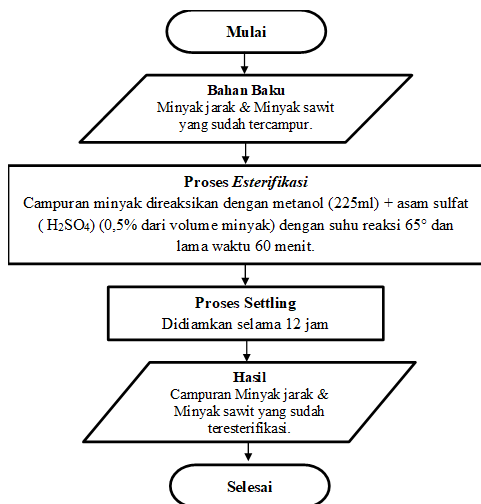 Mulai
Bahan Baku
Minyak jarak & Minyak sawit
yang sudah tercampur.
Proses Esterifikasi
Campuran minyak direaksikan dengan metanol (225ml) + asam sulfat
( H₂SO₄) (0,5% dari volume minyak) dengan suhu reaksi 65° dan
lama waktu 60 menit.
Proses Settling
Didiamkan selama 12 jam
Hasil
Campuran Minyak jarak &
Minyak sawit yang sudah
teresterifikasi.
Selesai